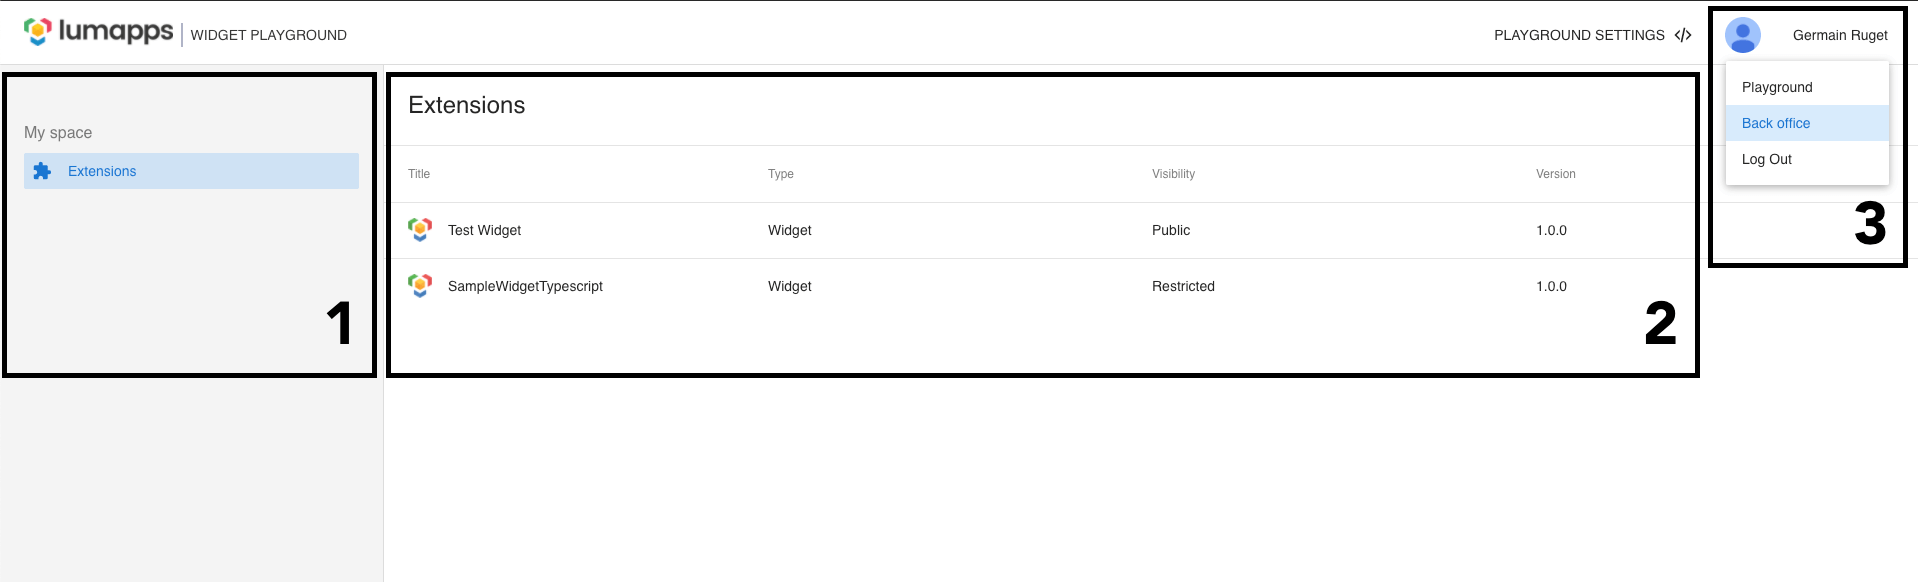 lumapps WIDGET PLAYGROUND
PLAYGROUND SETTINGS </>
Germain Ruget
Playground
Back office
Log Out
3
My space
Extensions
1
Extensions
Title Type Visibility Version
Test Widget Widget Public 1.0.0
SampleWidgetTypescript Widget Restricted 1.0.0
2